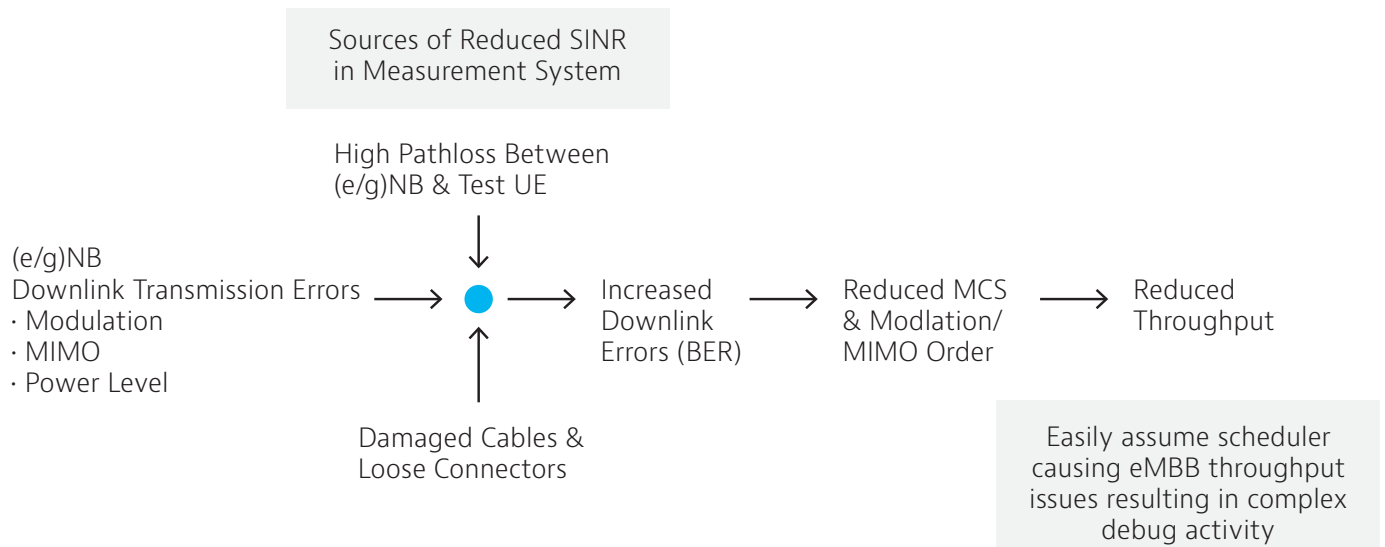 Sources of Reduced SINR
in Measurement System
High Pathloss Between
(e/g)NB & Test UE
(e/g)NB
Downlink Transmission Errors
· Modulation
· MIMO
· Power Level
Increased
Downlink
Errors (BER)
Reduced MCS
& Modlation/
MIMO Order
Reduced
Throughput
Damaged Cables &
Loose Connectors
Easily assume scheduler
causing eMBB throughput
issues resulting in complex
debug activity